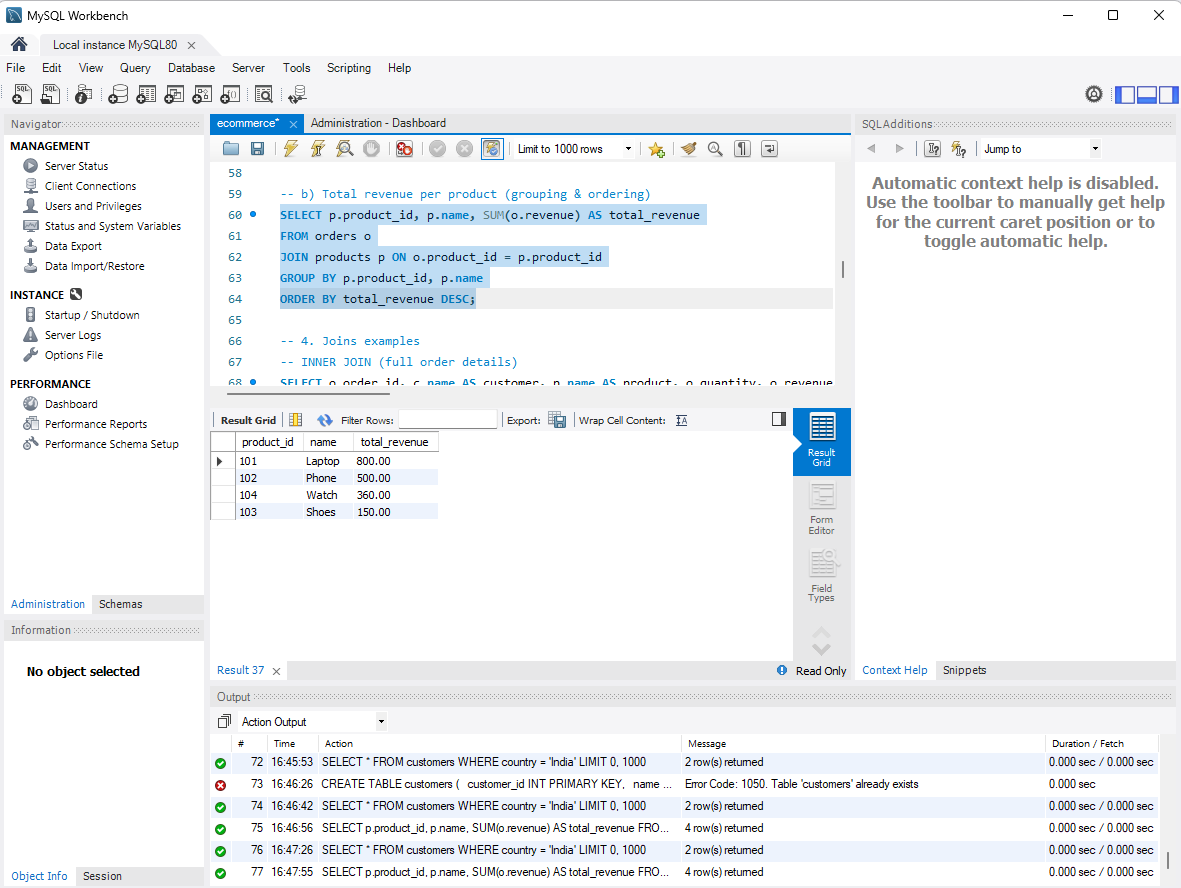 MySQL Workbench
Local instance MySQL80
File Edit View Query Database Server Tools Scripting Help
Navigator
MANAGEMENT
Server Status
Client Connections
Users and Privileges
Status and System Variables
Data Export
Data Import/Restore
INSTANCE
Startup / Shutdown
Server Logs
Options File
PERFORMANCE
Dashboard
Performance Reports
Performance Schema Setup
Administration Schemas
Information
No object selected
Object Info Session
ecommerce* Administration - Dashboard
Limit to 1000 rows
58
59 -- b) Total revenue per product (grouping & ordering)
60 SELECT p.product_id, p.name, SUM(o.revenue) AS total_revenue
61 FROM orders o
62 JOIN products p ON o.product_id = p.product_id
63 GROUP BY p.product_id, p.name
64 ORDER BY total_revenue DESC;
65
66 -- 4. Joins examples
67 -- INNER JOIN (full order details)
68 SELECT o.order_id, c.name AS customer, p.name AS product, o.quantity, o.revenue
Result Grid Filter Rows: Export: Wrap Cell Content:
product_id name total_revenue
101 Laptop 800.00
102 Phone 500.00
104 Watch 360.00
103 Shoes 150.00
Result Grid
Form Editor
Field Types
Result 37 Read Only
SQLAdditions
Jump to
Automatic context help is disabled.
Use the toolbar to manually get help
for the current caret position or to
toggle automatic help.
Context Help Snippets
Output
Action Output
# Time Action Message Duration / Fetch
72 16:45:53 SELECT * FROM customers WHERE country = 'India' LIMIT 0, 1000 2 row(s) returned 0.000 sec / 0.000 sec
73 16:46:26 CREATE TABLE customers ( customer_id INT PRIMARY KEY, name ... Error Code: 1050. Table 'customers' already exists 0.000 sec
74 16:46:42 SELECT * FROM customers WHERE country = 'India' LIMIT 0, 1000 2 row(s) returned 0.000 sec / 0.000 sec
75 16:46:56 SELECT p.product_id, p.name, SUM(o.revenue) AS total_revenue FRO... 4 row(s) returned 0.000 sec / 0.000 sec
76 16:47:26 SELECT * FROM customers WHERE country = 'India' LIMIT 0, 1000 2 row(s) returned 0.000 sec / 0.000 sec
77 16:47:55 SELECT p.product_id, p.name, SUM(o.revenue) AS total_revenue FRO... 4 row(s) returned 0.000 sec / 0.000 sec